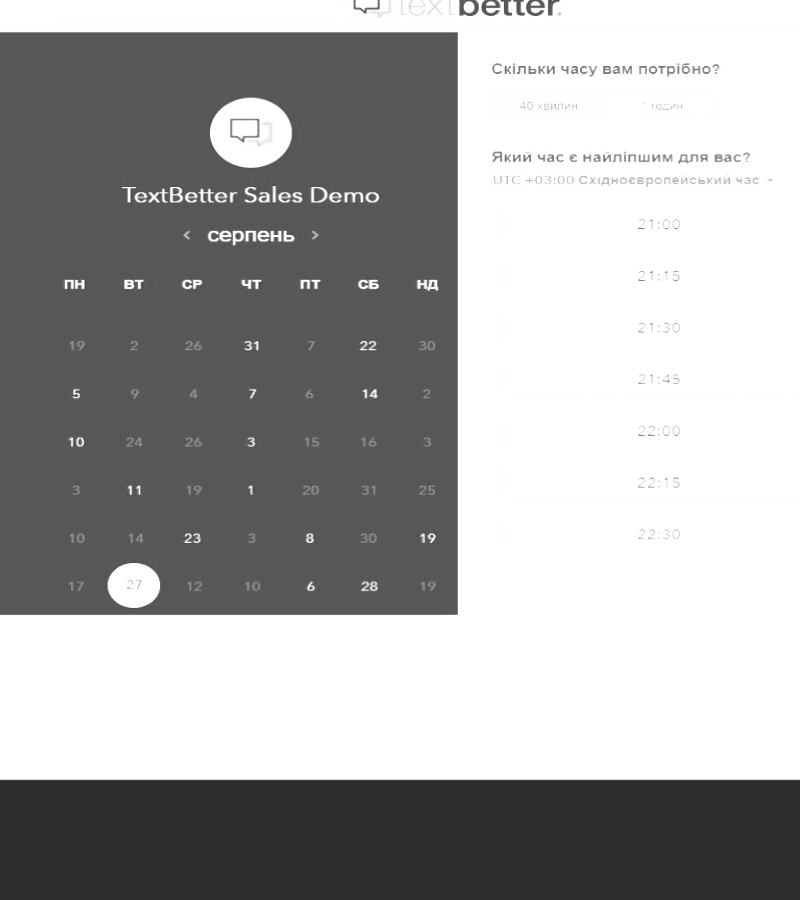 textbetter.
TextBetter Sales Demo
< серпень >
ПН ВТ СР ЧТ ПТ СБ НД
19 2 26 31 7 22 30
5 9 4 7 6 14 2
10 24 26 3 15 16 3
3 11 19 1 20 31 25
10 14 23 3 8 30 19
17 27 12 10 6 28 19
Скільки часу вам потрібно?
40 хвилин 1 годин
Який час є найліпшим для вас?
UTC +03:00 Східноєвропейський час
21:00
21:15
21:30
21:45
22:00
22:15
22:30